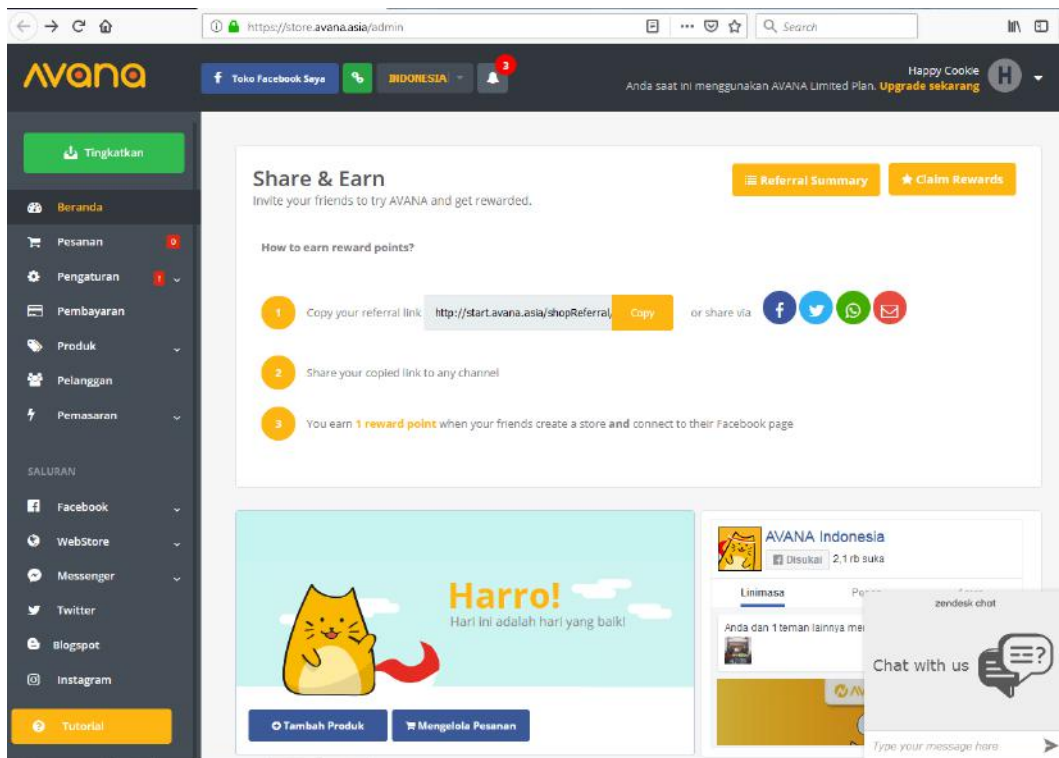 https://store.avana.asia/admin
Search
AVANA
Toko Facebook Saya
INDONESIA
3
Happy Cookie
H
Anda saat ini menggunakan AVANA Limited Plan. Upgrade sekarang
Tingkatkan
Beranda
Pesanan 0
Pengaturan 1
Pembayaran
Produk
Pelanggan
Pemasaran
SALURAN
Facebook
WebStore
Messenger
Twitter
Blogspot
Instagram
Tutorial
Share & Earn
Invite your friends to try AVANA and get rewarded.
Referral Summary
Claim Rewards
How to earn reward points?
1 Copy your referral link http://start.avana.asia/shopReferral/ Copy or share via
2 Share your copied link to any channel
3 You earn 1 reward point when your friends create a store and connect to their Facebook page
Harro!
Hari ini adalah hari yang baik!
Tambah Produk
Mengelola Pesanan
AVANA Indonesia
Disukai 2,1 rb suka
Linimasa
Anda dan 1 teman lainnya
zendesk chat
Chat with us
Type your message here